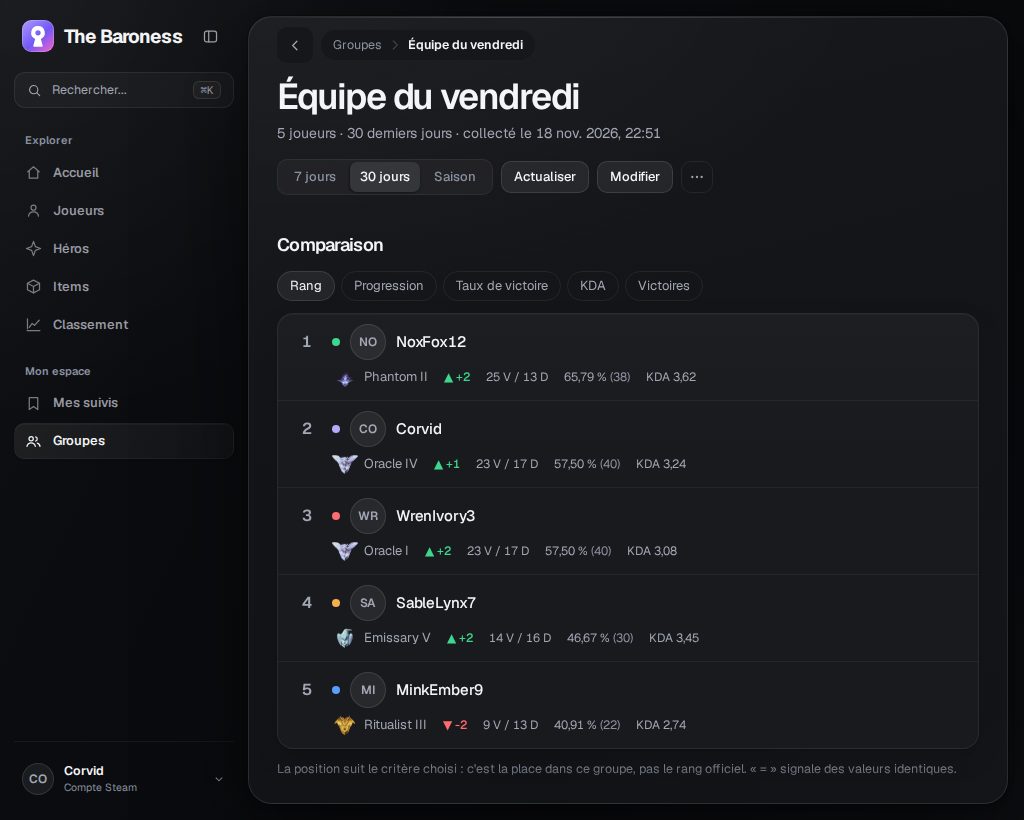 The Baroness
Rechercher...
⌘K
Explorer
Accueil
Joueurs
Héros
Items
Classement
Mon espace
Mes suivis
Groupes
CO
Corvid
Compte Steam
Groupes
Équipe du vendredi
Équipe du vendredi
5 joueurs · 30 derniers jours · collecté le 18 nov. 2026, 22:51
7 jours
30 jours
Saison
Actualiser
Modifier
Comparaison
Rang
Progression
Taux de victoire
KDA
Victoires
1 NO NoxFox12
Phantom II ▲ +2 25 V / 13 D 65,79 % (38) KDA 3,62
2 CO Corvid
Oracle IV ▲ +1 23 V / 17 D 57,50 % (40) KDA 3,24
3 WR WrenIvory3
Oracle I ▲ +2 23 V / 17 D 57,50 % (40) KDA 3,08
4 SA SableLynx7
Emissary V ▲ +2 14 V / 16 D 46,67 % (30) KDA 3,45
5 MI MinkEmber9
Ritualist III ▼ -2 9 V / 13 D 40,91 % (22) KDA 2,74
La position suit le critère choisi : c'est la place dans ce groupe, pas le rang officiel. « = » signale des valeurs identiques.